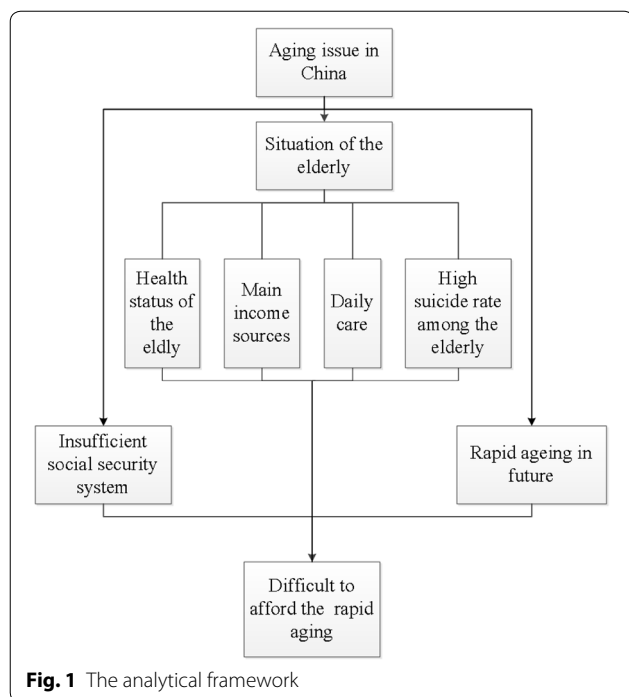 Aging issue in
China
Situation of the
elderly
Health
status of
the
eldly
Main
income
sources
Daily
care
High
suicide rate
among the
elderly
Insufficient
social security
system
Rapid ageing in
future
Difficult to
afford the rapid
aging
Fig. 1 The analytical framework